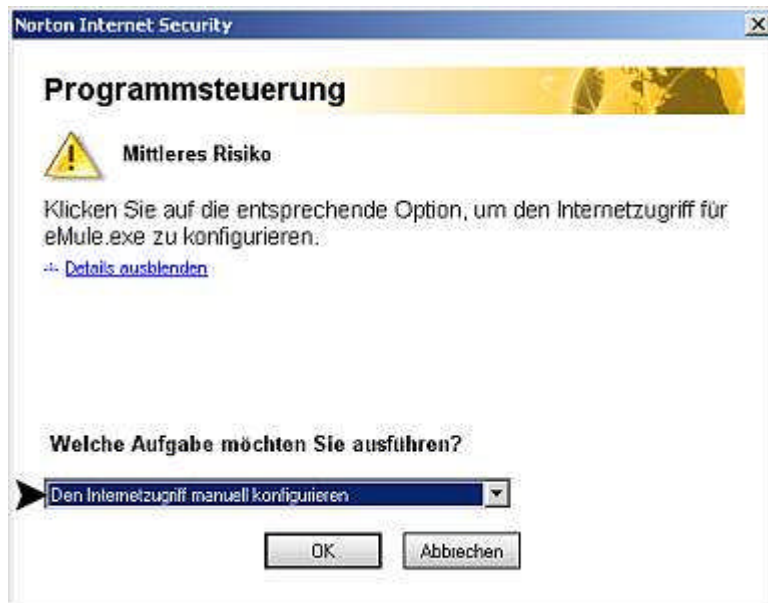 Norton Internet Security
Programmsteuerung
Mittleres Risiko
Klicken Sie auf die entsprechende Option, um den Internetzugriff für
eMule.exe zu konfigurieren.
Details ausblenden
Welche Aufgabe möchten Sie ausführen?
Den Internetzugriff manuell konfigurieren
OK
Abbrechen